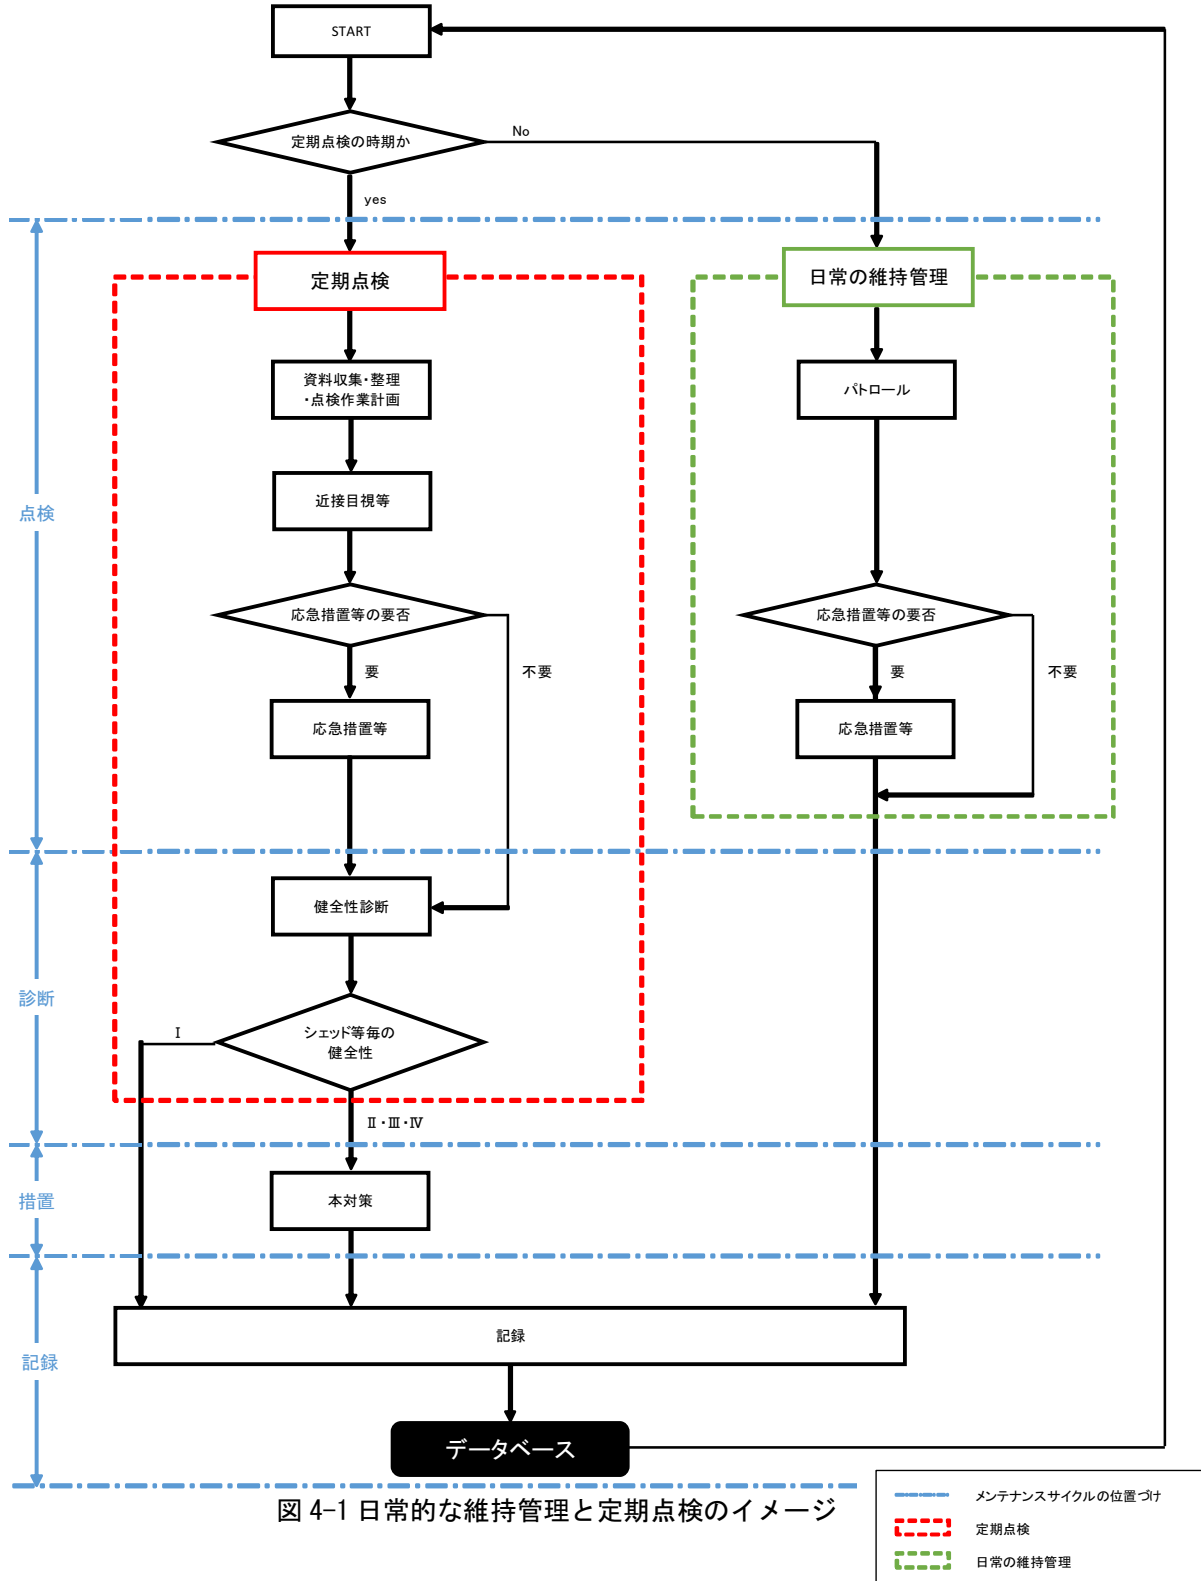 START
定期点検の時期か
No
yes
定期点検
日常の維持管理
資料収集・整理
・点検作業計画
パトロール
近接目視等
点検
応急措置等の要否
応急措置等の要否
要
不要
要
不要
応急措置等
応急措置等
健全性診断
診断
シェッド等毎の
健全性
Ⅰ
Ⅱ・Ⅲ・Ⅳ
措置
本対策
記録
記録
データベース
図 4-1 日常的な維持管理と定期点検のイメージ
メンテナンスサイクルの位置づけ
定期点検
日常の維持管理